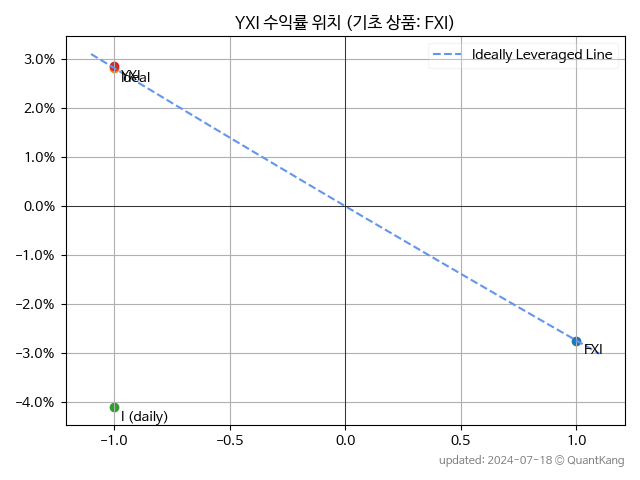 YXI 수익률 위치 (기초 상품: FXI)
Ideally Leveraged Line
3.0%
2.0%
1.0%
0.0%
−1.0%
−2.0%
−3.0%
−4.0%
YXI
Ideal
FXI
I (daily)
−1.0
−0.5
0.0
0.5
1.0
updated: 2024-07-18 © QuantKang